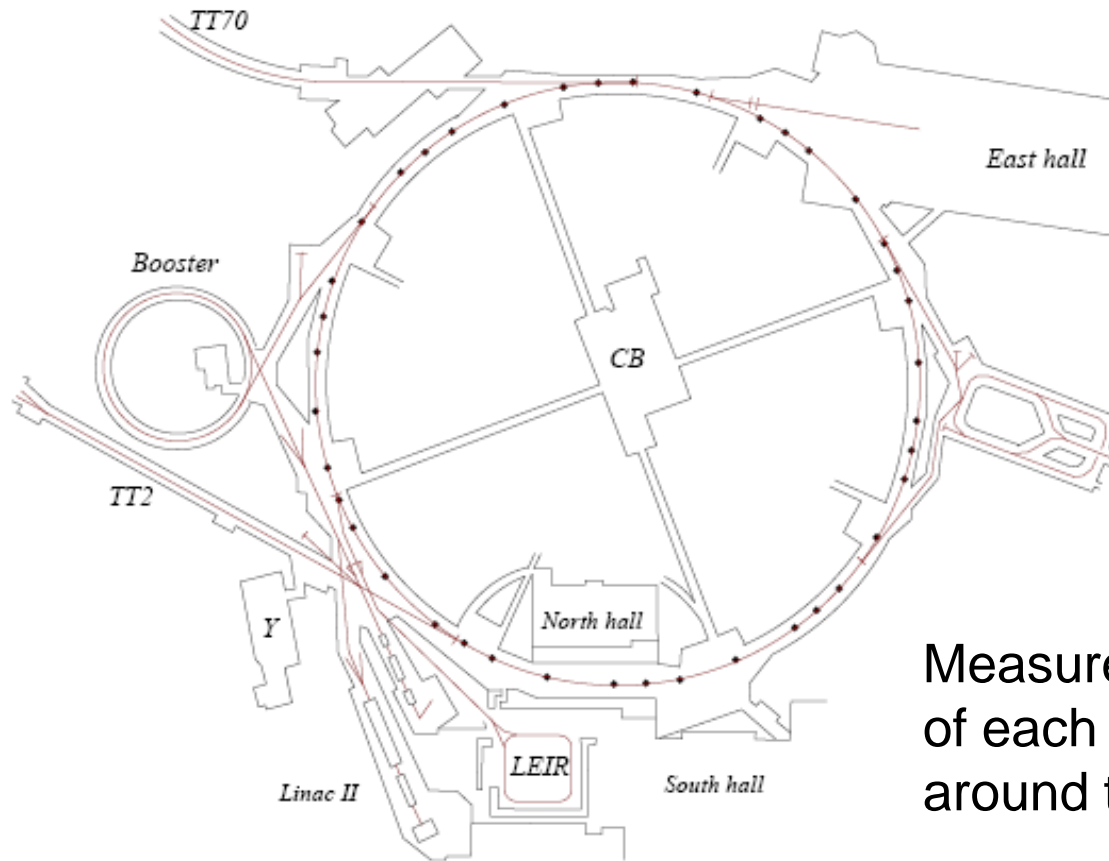 TT70
East hall
Booster
CB
TT2
Y
North hall
Measure
of each
around t
LEIR
South hall
Linac II